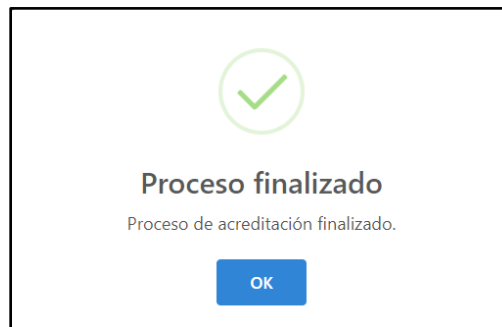 Proceso finalizado
Proceso de acreditación finalizado.
OK